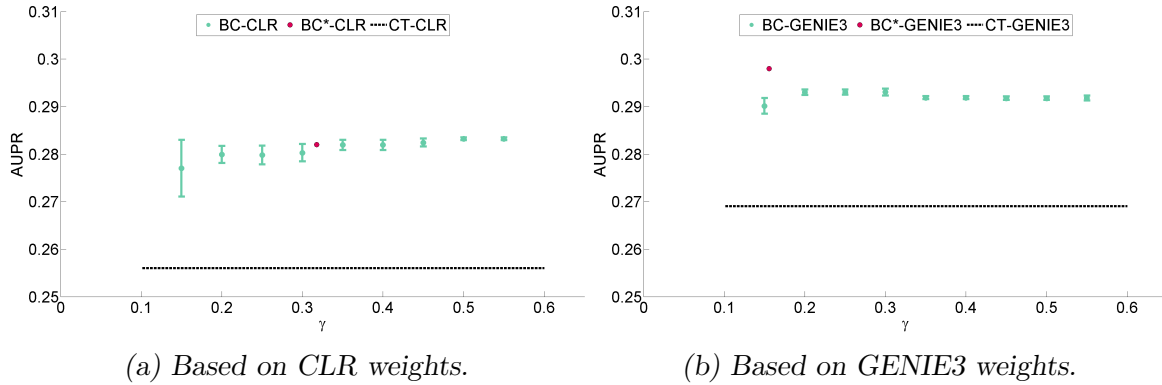 0.31
BC-CLR BC*-CLR CT-CLR
0.3
0.29
0.28
0.27
0.26
0.25
AUPR
0 0.1 0.2 0.3 0.4 0.5 0.6
γ
(a) Based on CLR weights.
0.31
BC-GENIE3 BC*-GENIE3 CT-GENIE3
0.3
0.29
0.28
0.27
0.26
0.25
AUPR
0 0.1 0.2 0.3 0.4 0.5 0.6
γ
(b) Based on GENIE3 weights.